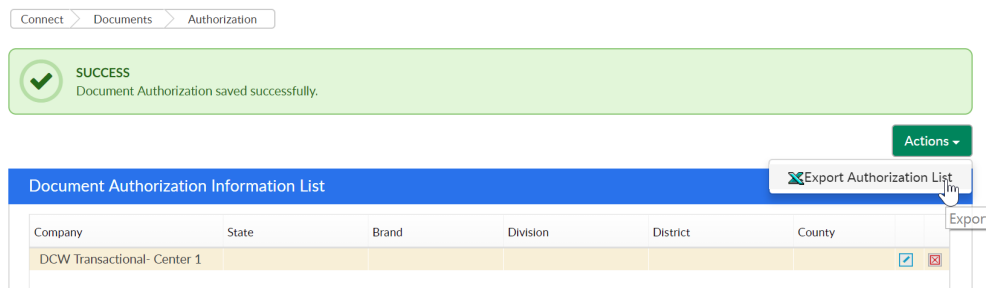 Connect Documents Authorization
SUCCESS
Document Authorization saved successfully.
Actions
Export Authorization List
Document Authorization Information List
Export
Company State Brand Division District County
DCW Transactional- Center 1